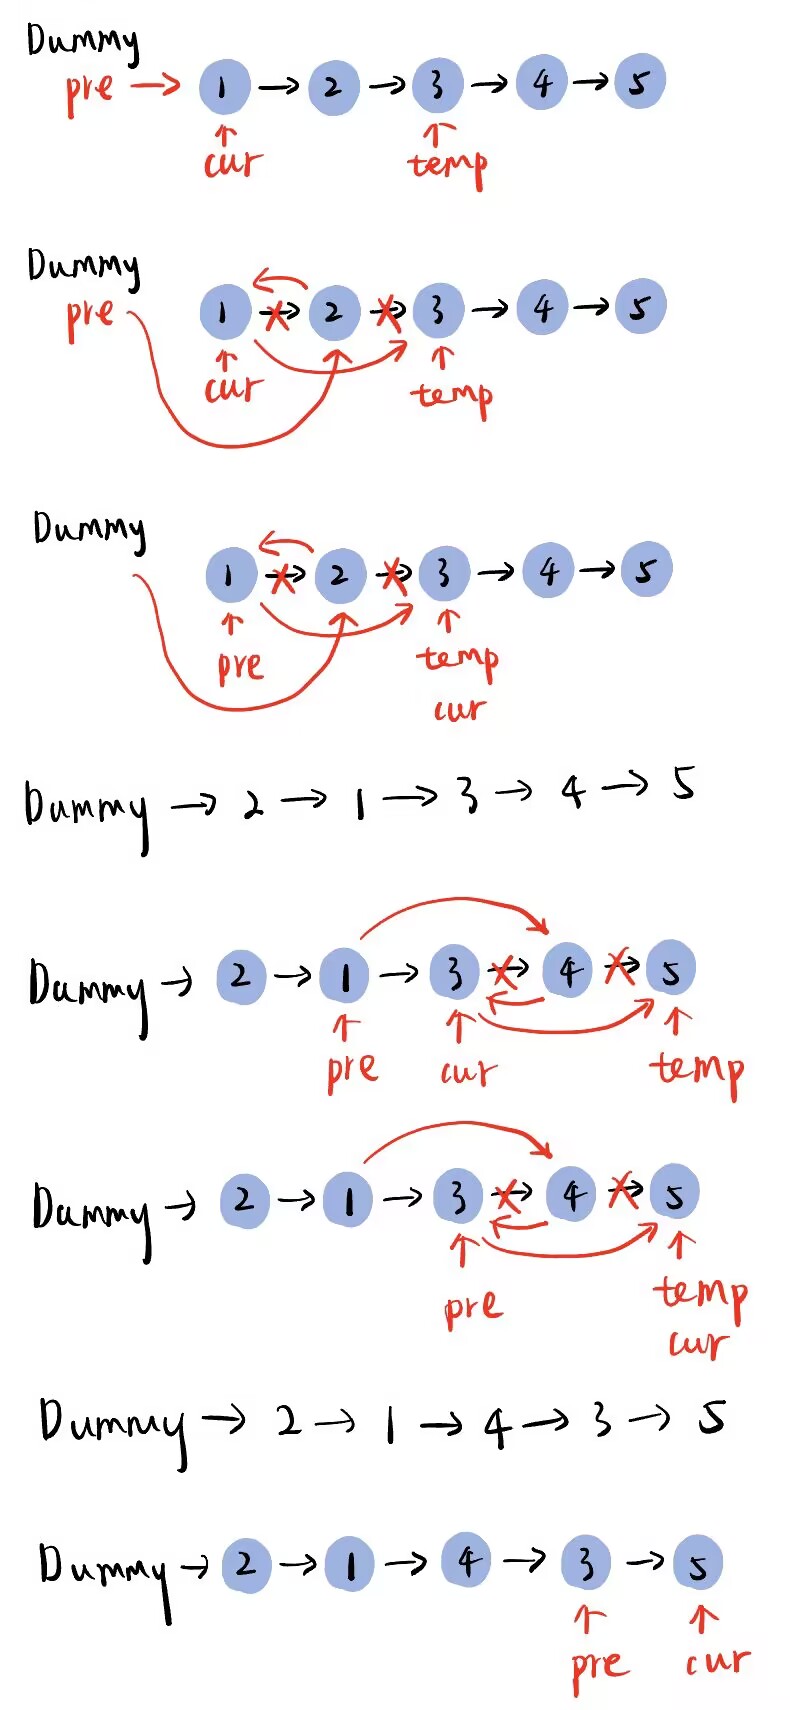 Dummy
pre → 1 → 2 → 3 → 4 → 5
cur temp
Dummy
pre 1 → 2 → 3 → 4 → 5
cur temp
Dummy
1 → 2 → 3 → 4 → 5
pre temp
cur
Dummy → 2 → 1 → 3 → 4 → 5
Dummy → 2 → 1 → 3 → 4 → 5
pre cur temp
Dummy → 2 → 1 → 3 → 4 → 5
pre temp
cur
Dummy → 2 → 1 → 4 → 3 → 5
Dummy → 2 → 1 → 4 → 3 → 5
pre cur